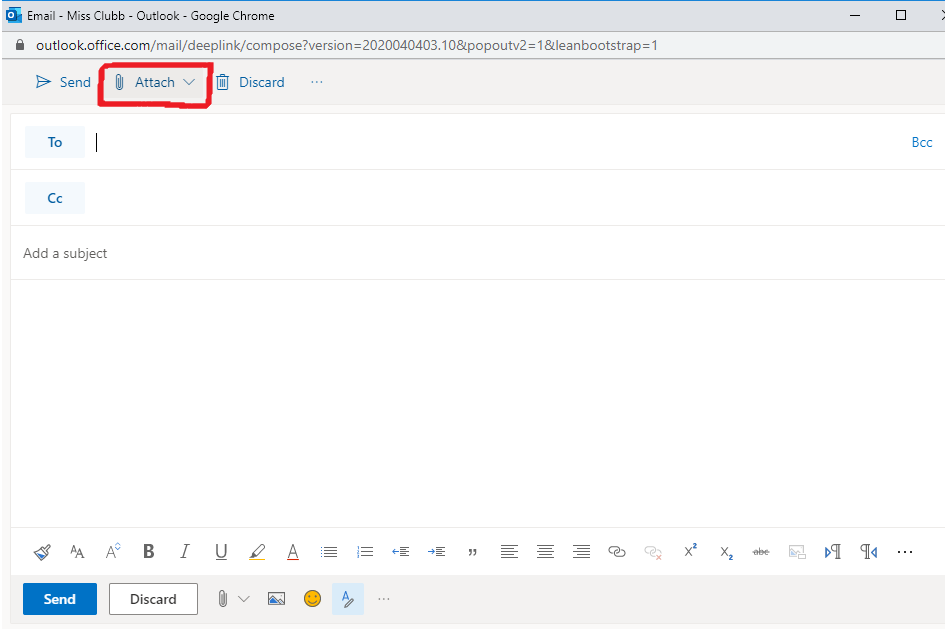 Email - Miss Clubb - Outlook - Google Chrome
outlook.office.com/mail/deeplink/compose?version=2020040403.10&popoutv2=1&leanbootstrap=1
Send Attach Discard ...
To Bcc
Cc
Add a subject
B I U A abc
Send Discard